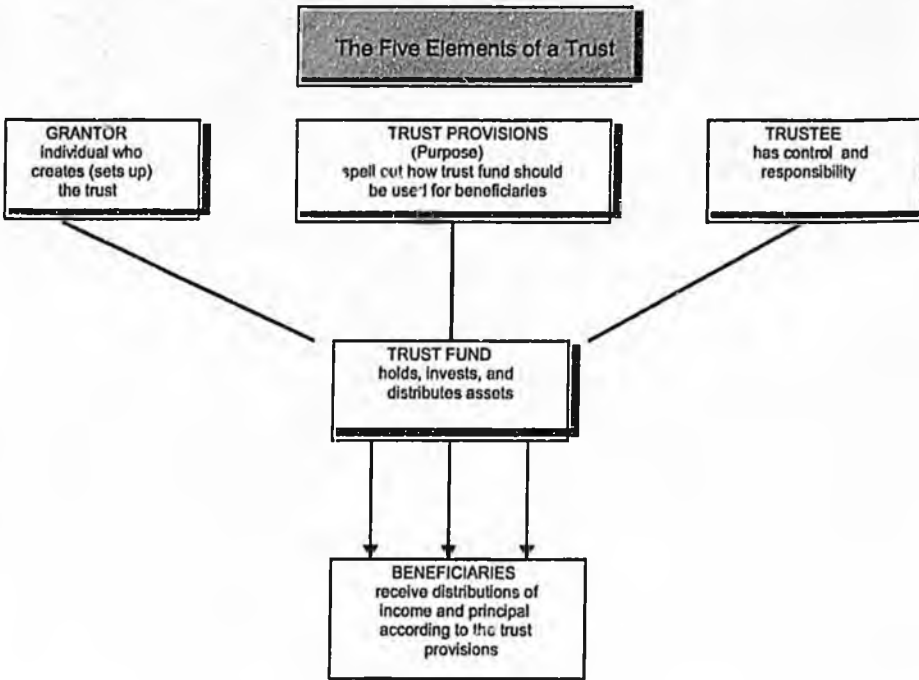 The Five Elements of a Trust
GRANTOR
individual who
creates (sets up)
the trust
TRUST PROVISIONS
(Purpose)
spell out how trust fund should
be used for beneficiaries
TRUSTEE
has control and
responsibility
TRUST FUND
holds, invests, and
distributes assets
BENEFICIARIES
receive distributions of
income and principal
according to the trust
provisions